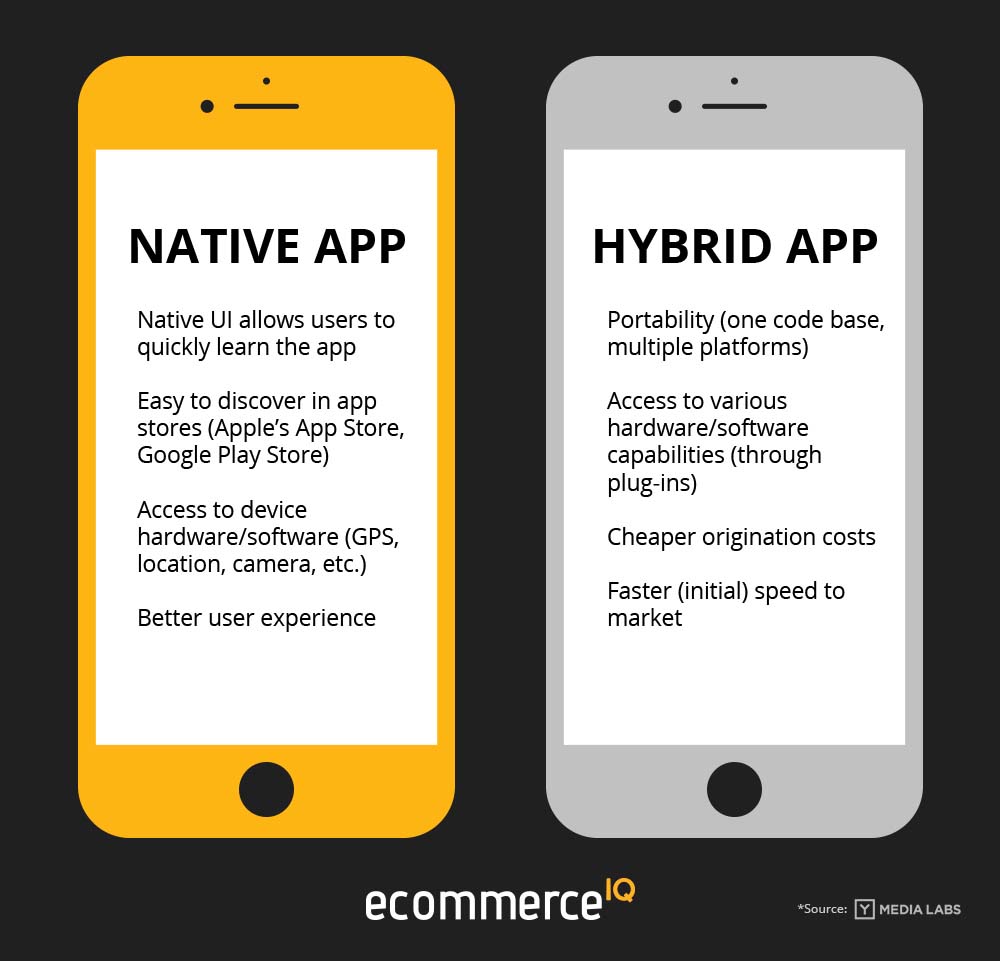 NATIVE APP
Native UI allows users to
quickly learn the app
Easy to discover in app
stores (Apple’s App Store,
Google Play Store)
Access to device
hardware/software (GPS,
location, camera, etc.)
Better user experience
HYBRID APP
Portability (one code base,
multiple platforms)
Access to various
hardware/software
capabilities (through
plug-ins)
Cheaper origination costs
Faster (initial) speed to
market
ecommerceIQ
*Source: Y MEDIA LABS